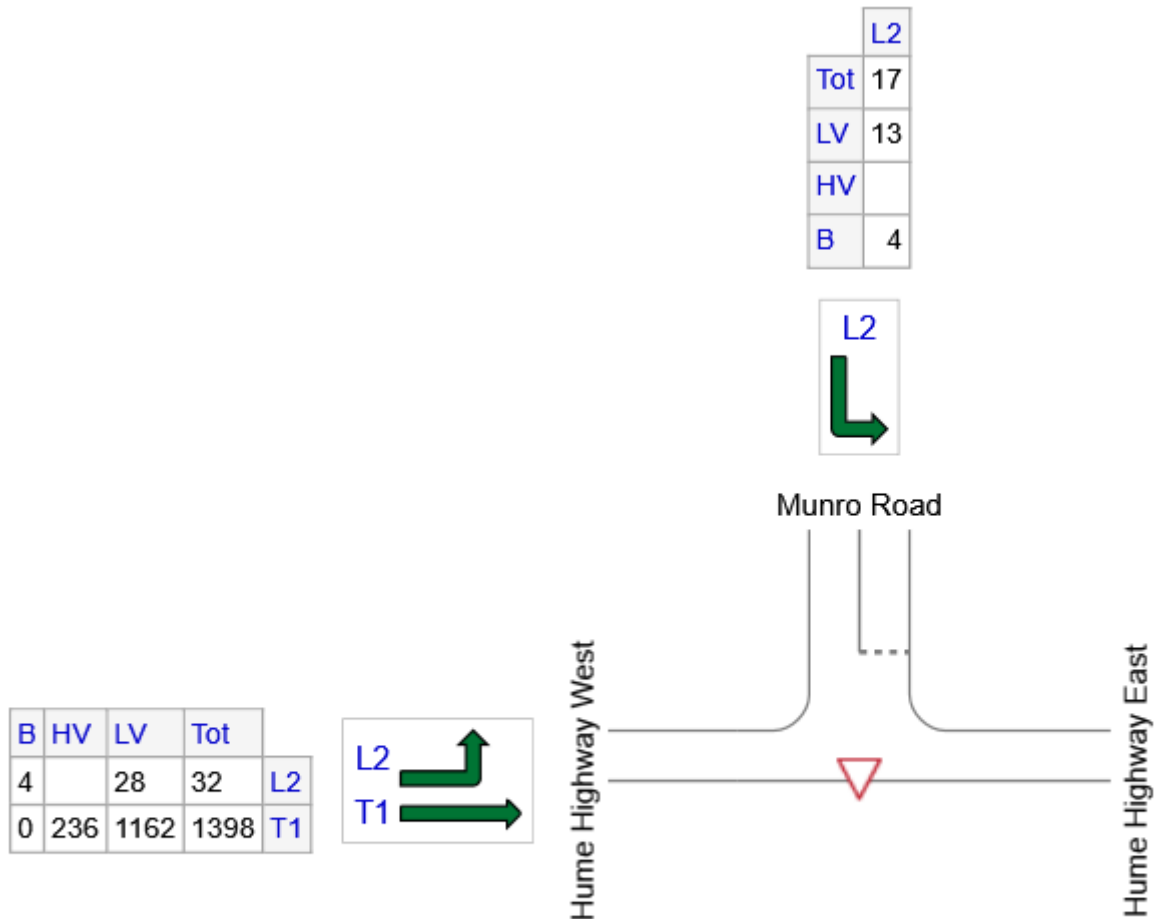 L2
Tot 17
LV 13
HV
B 4
L2
Munro Road
Hume Highway West
Hume Highway East
B HV LV Tot
4 28 32 L2
0 236 1162 1398 T1
L2
T1